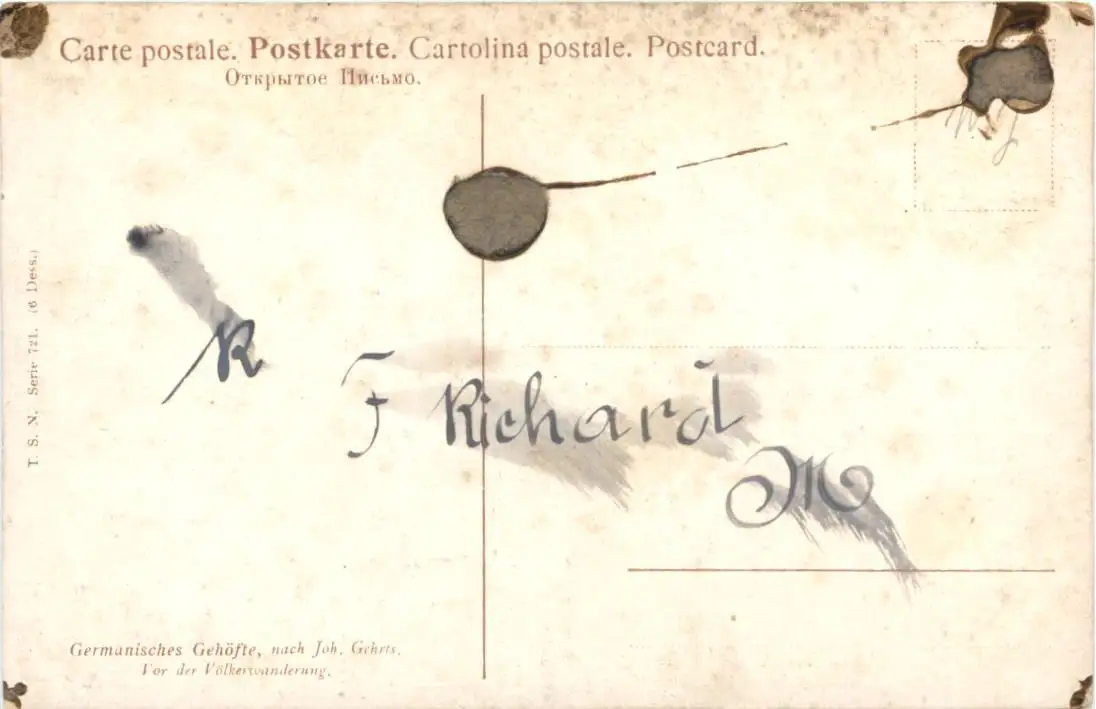 Carte postale. Postkarte. Cartolina postale. Postcard.
Открытое Письмо.
T. S. N. Serie 721. (6 Dess.)
R
F Richard
M
Germanisches Gehöfte, nach Joh. Gehrts.
Vor der Völkerwanderung.